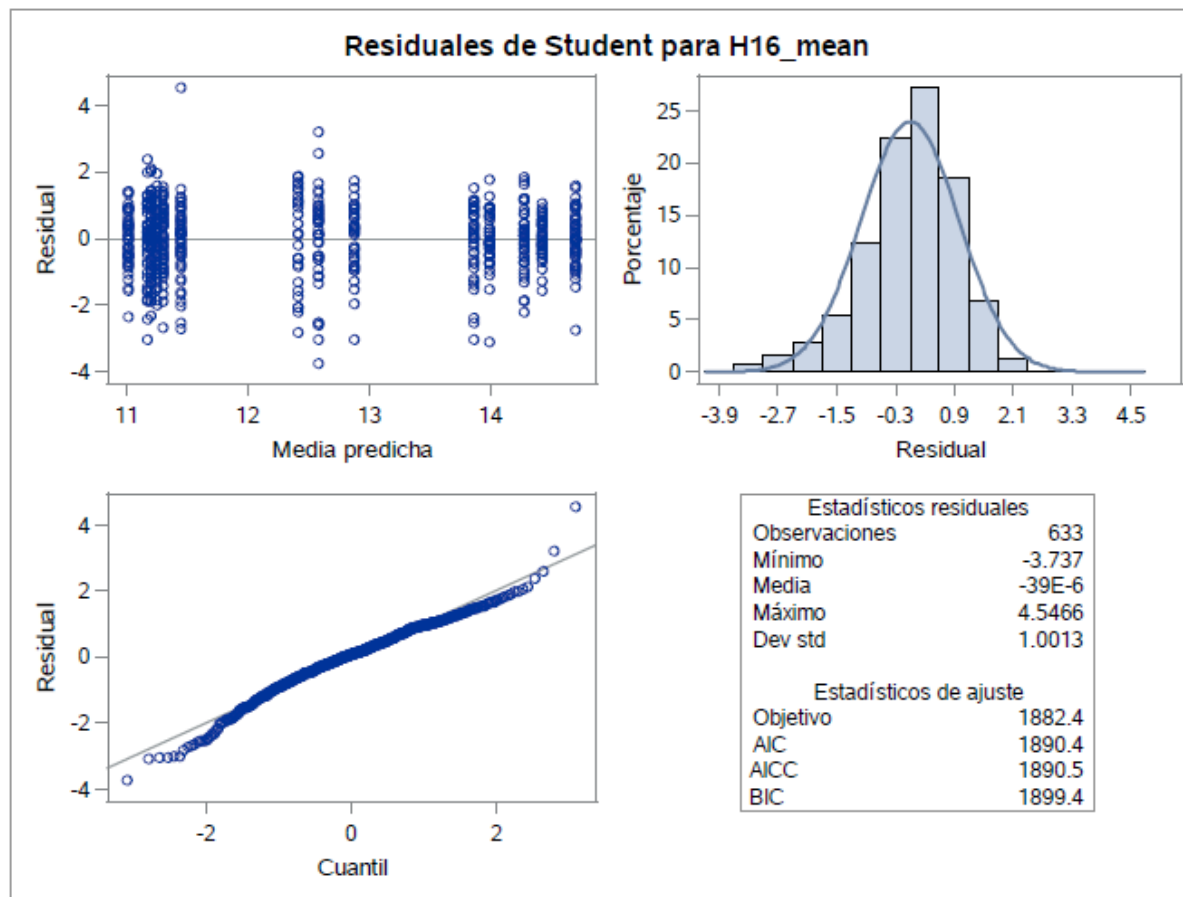 Residuales de Student para H16_mean
4
2
0
-2
-4
Residual
11 12 13 14
Media predicha
25
20
15
10
5
0
Porcentaje
-3.9 -2.7 -1.5 -0.3 0.9 2.1 3.3 4.5
Residual
4
2
0
-2
-4
Residual
-2 0 2
Cuantil
Estadísticos residuales
Observaciones 633
Mínimo -3.737
Media -39E-6
Máximo 4.5466
Dev std 1.0013
Estadísticos de ajuste
Objetivo 1882.4
AIC 1890.4
AICC 1890.5
BIC 1899.4